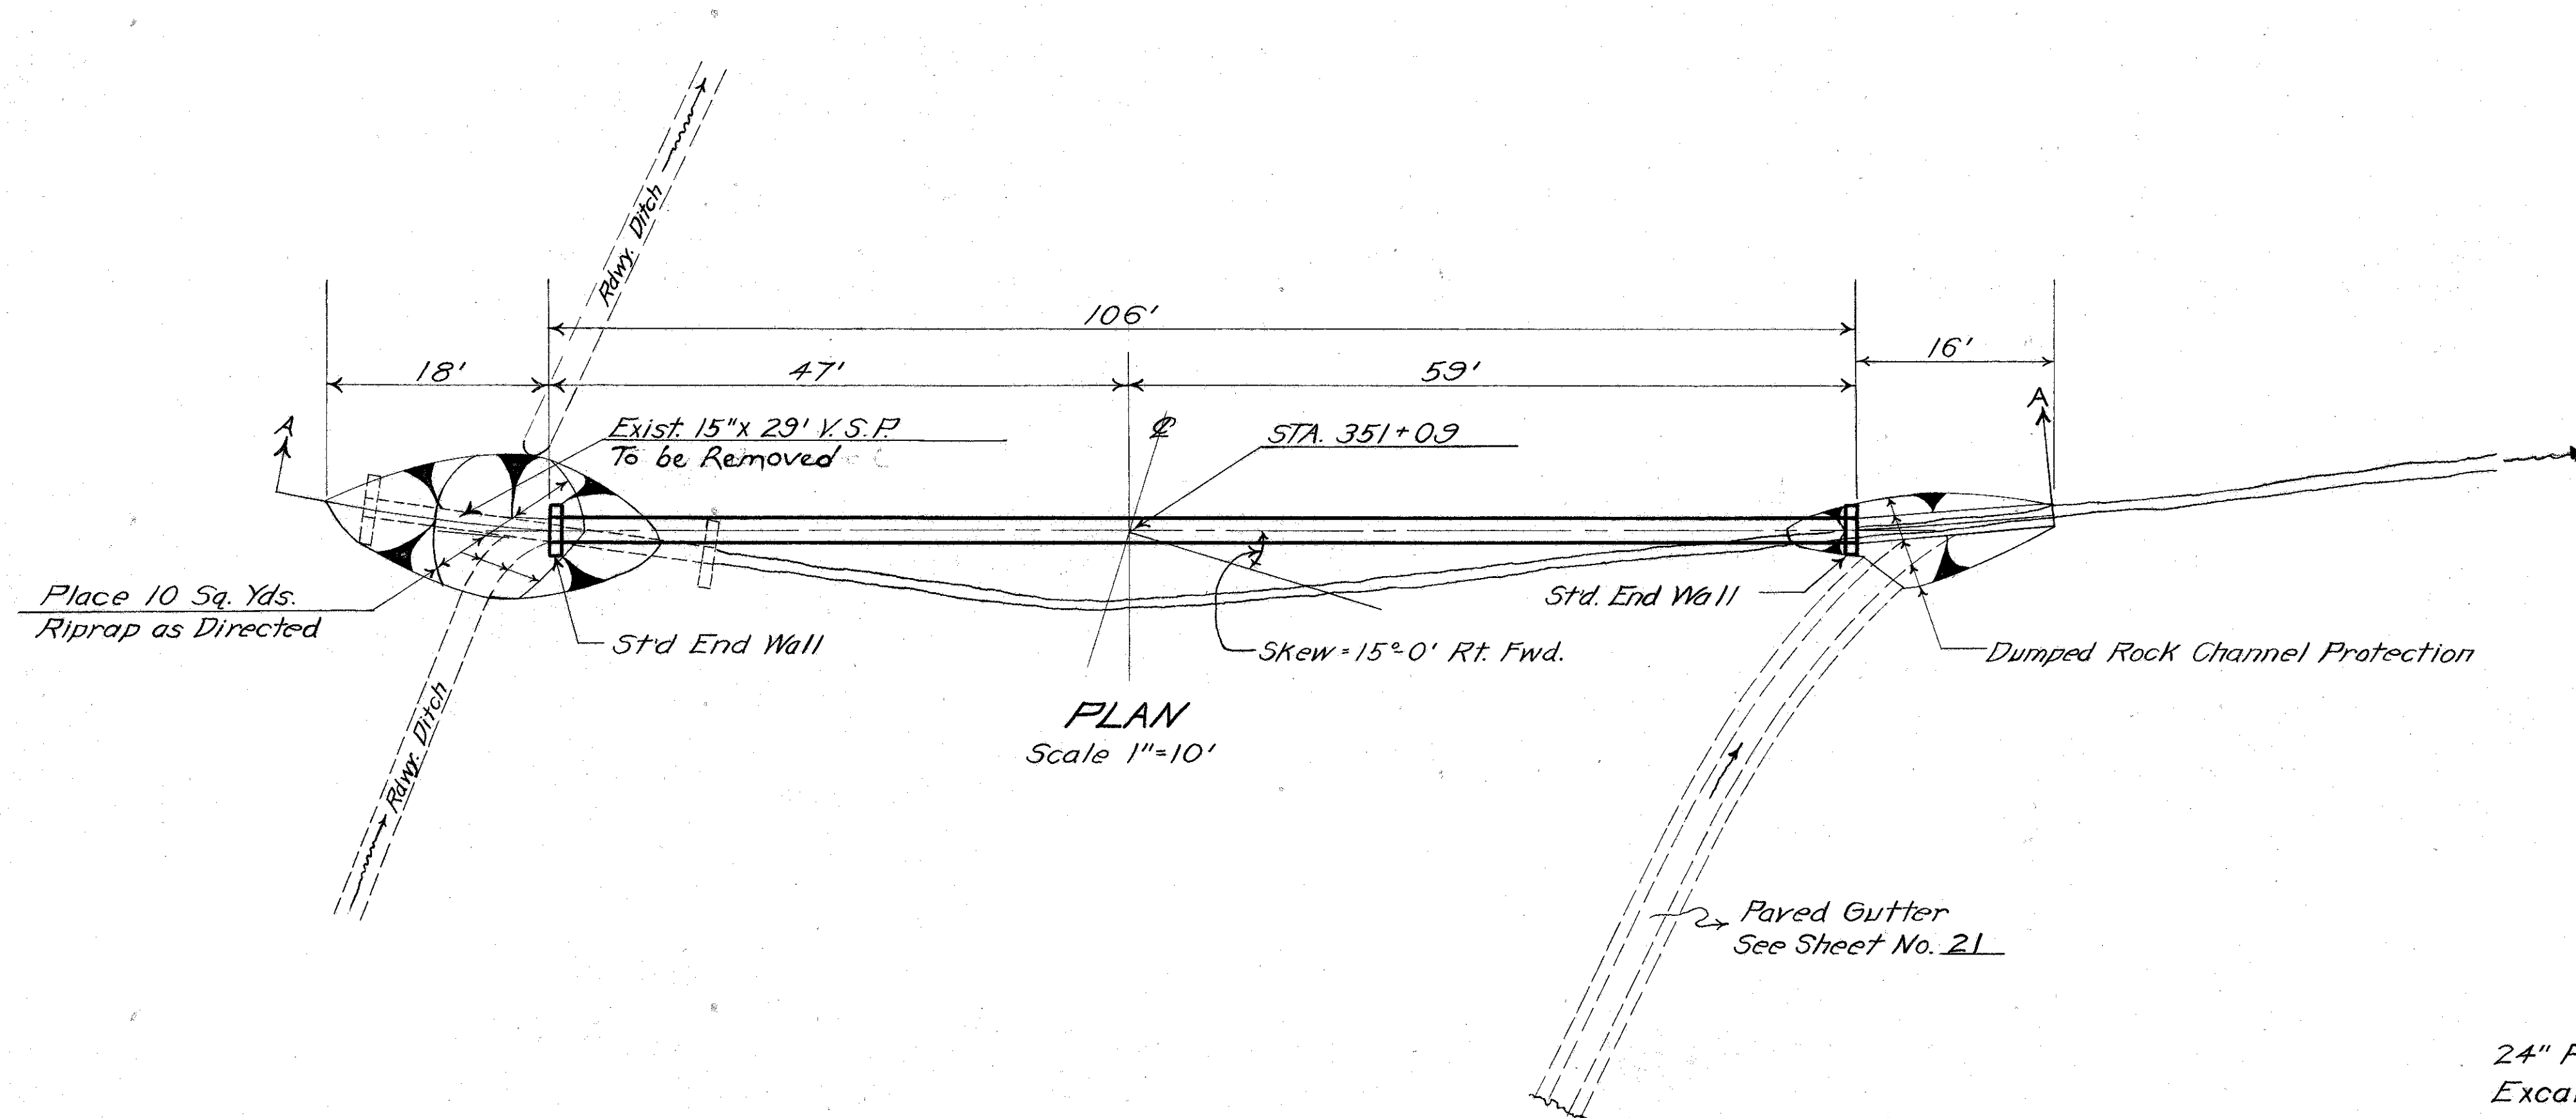 Rdwy. Ditch
106'
18'
47'
59'
16'
A
A
Exist. 15"x 29' V.S.P.
To be Removed
℄
STA. 351+09
Place 10 Sq. Yds.
Riprap as Directed
St'd End Wall
Std. End Wall
Skew = 15°-0' Rt. Fwd.
Dumped Rock Channel Protection
Rdwy. Ditch
PLAN
Scale 1"=10'
Paved Gutter
See Sheet No. 21
24"